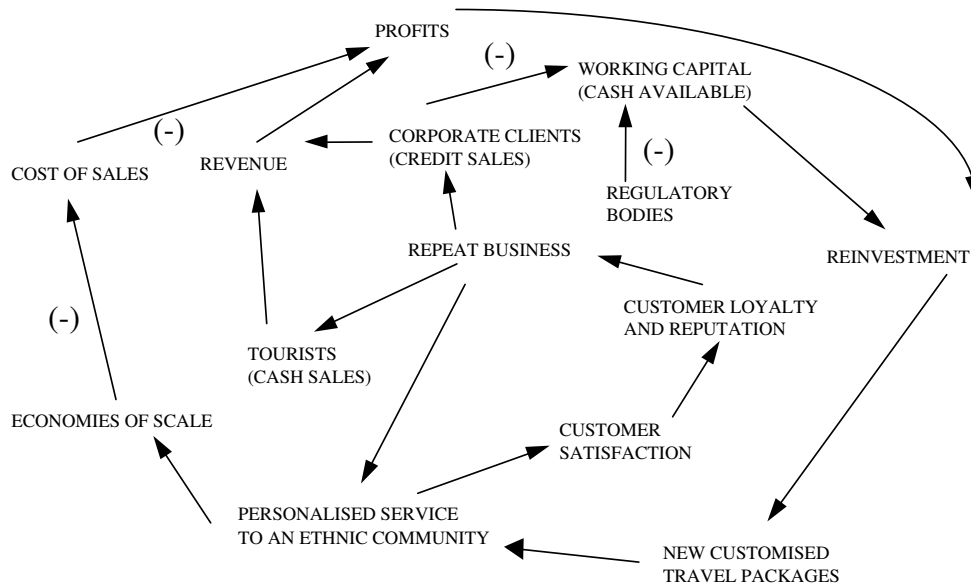 PROFITS
(-)
WORKING CAPITAL
(CASH AVAILABLE)
(-)
CORPORATE CLIENTS
(CREDIT SALES)
REVENUE
COST OF SALES
(-)
REGULATORY
BODIES
REPEAT BUSINESS
REINVESTMENT
CUSTOMER LOYALTY
AND REPUTATION
(-)
TOURISTS
(CASH SALES)
ECONOMIES OF SCALE
CUSTOMER
SATISFACTION
PERSONALISED SERVICE
TO AN ETHNIC COMMUNITY
NEW CUSTOMISED
TRAVEL PACKAGES